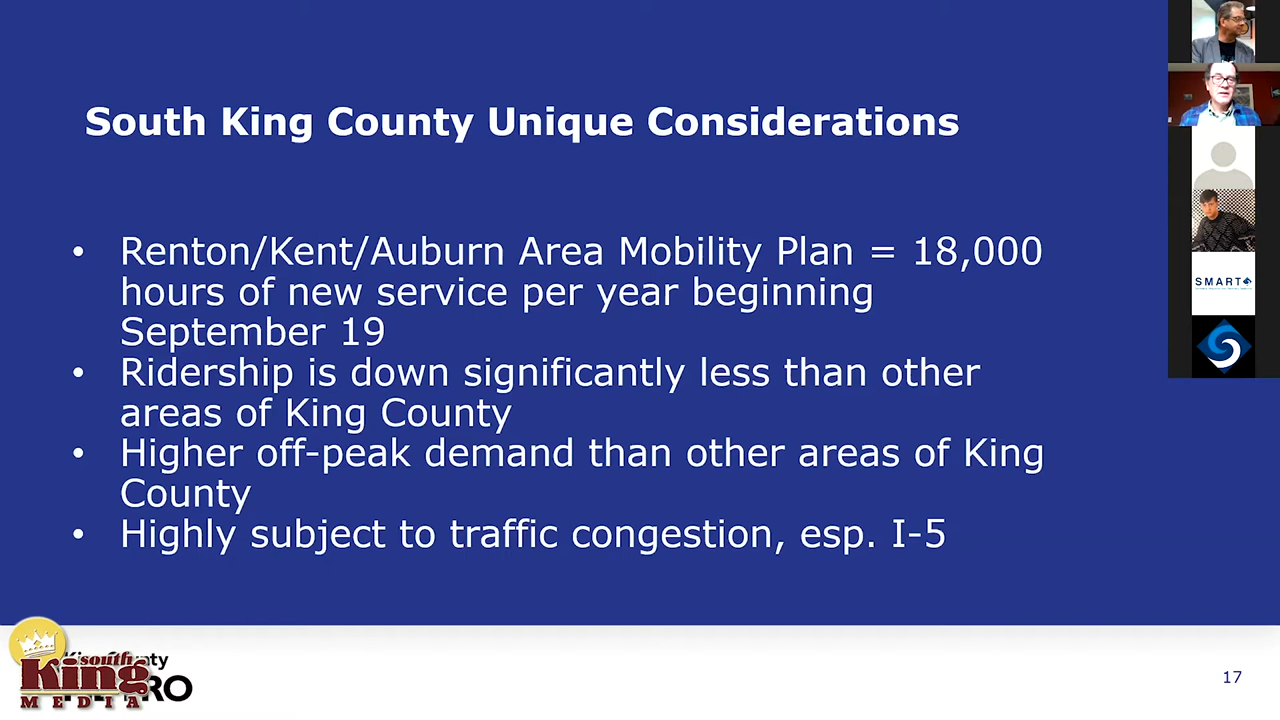 South King County Unique Considerations
• Renton/Kent/Auburn Area Mobility Plan = 18,000
hours of new service per year beginning
September 19
• Ridership is down significantly less than other
areas of King County
• Higher off-peak demand than other areas of King
County
• Highly subject to traffic congestion, esp. I-5
SMART
south
King
MEDIA
17